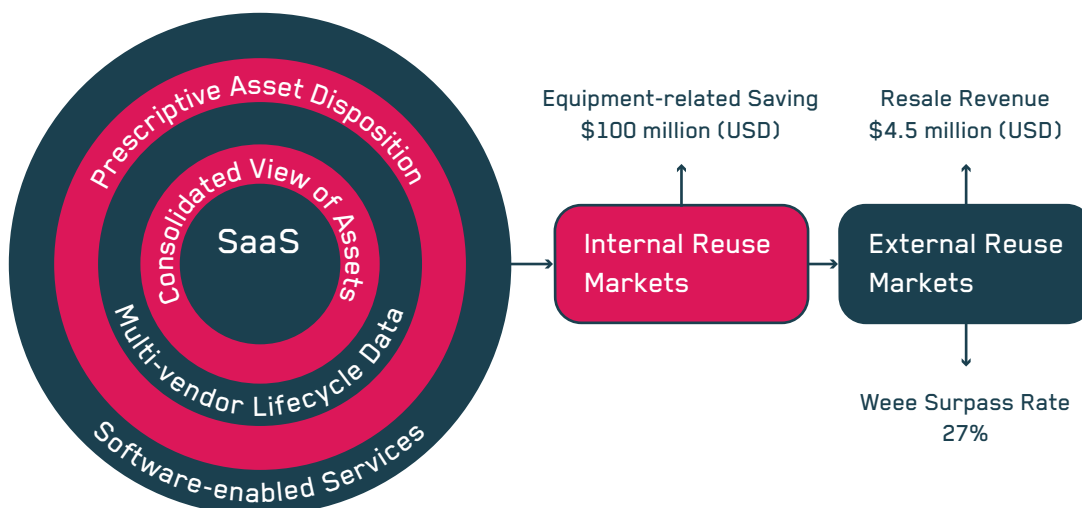 Prescriptive Asset Disposition
Consolidated View of Assets
SaaS
Multi-vendor Lifecycle Data
Software-enabled Services
Equipment-related Saving
$100 million (USD)
Internal Reuse
Markets
Resale Revenue
$4.5 million (USD)
External Reuse
Markets
Weee Surpass Rate
27%